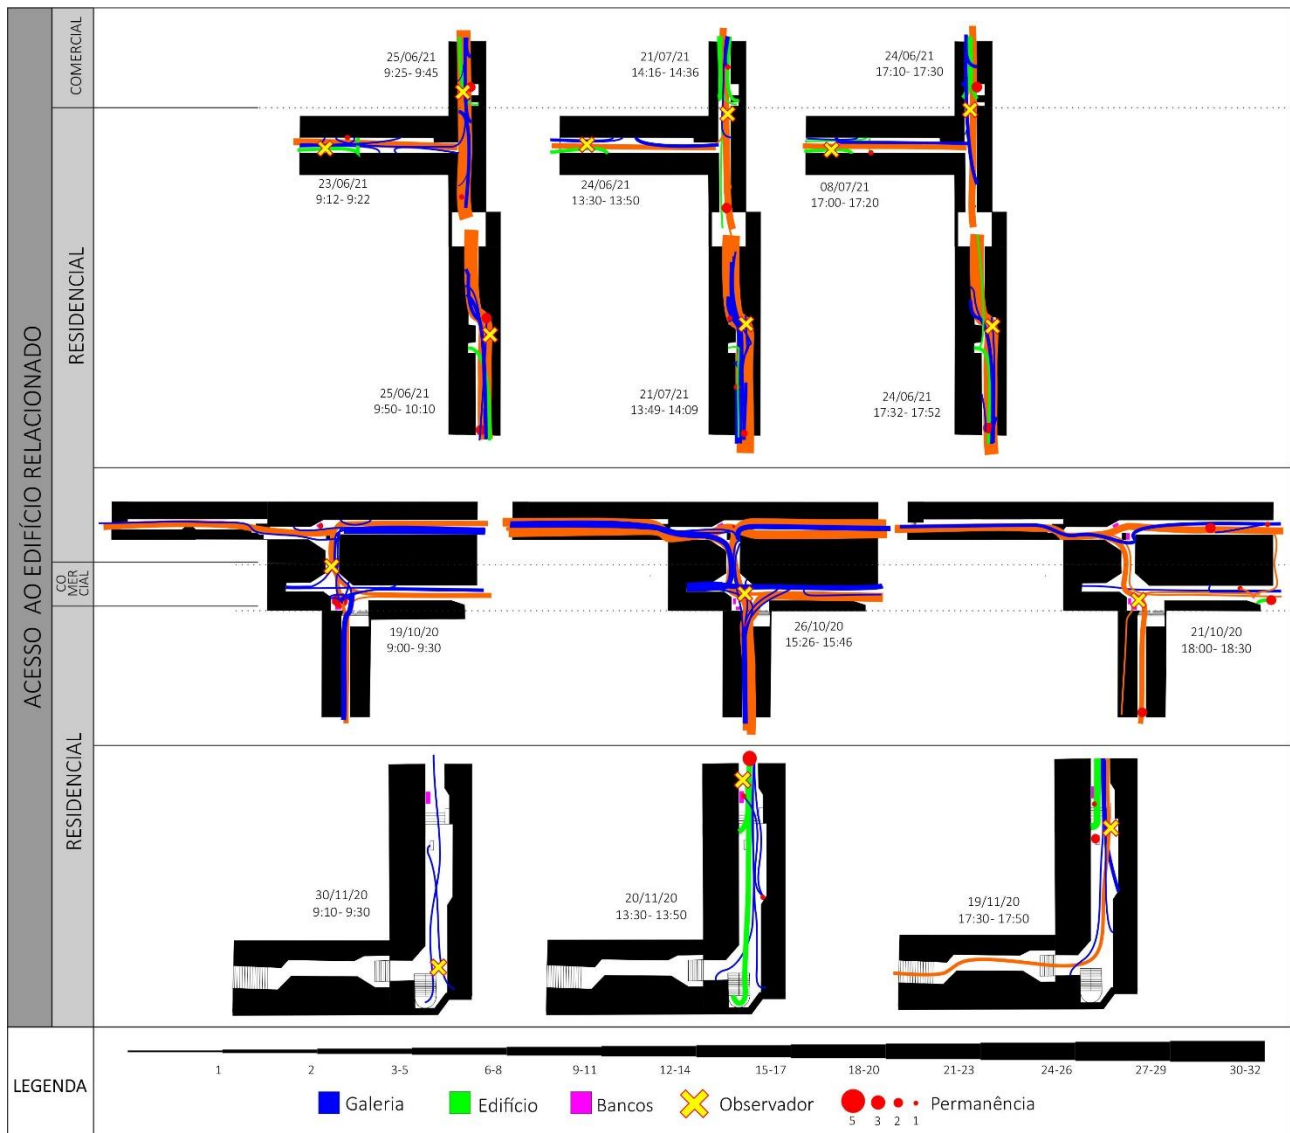 ACESSO AO EDIFÍCIO RELACIONADO
COMERCIAL
RESIDENCIAL
25/06/21
9:25- 9:45
21/07/21
14:16- 14:36
24/06/21
17:10- 17:30
23/06/21
9:12- 9:22
24/06/21
13:30- 13:50
08/07/21
17:00- 17:20
25/06/21
9:50- 10:10
21/07/21
13:49- 14:09
24/06/21
17:32- 17:52
CO
MER
CIAL
19/10/20
9:00- 9:30
26/10/20
15:26- 15:46
21/10/20
18:00- 18:30
RESIDENCIAL
30/11/20
9:10- 9:30
20/11/20
13:30- 13:50
19/11/20
17:30- 17:50
LEGENDA
1 2 3-5 6-8 9-11 12-14 15-17 18-20 21-23 24-26 27-29 30-32
Galeria Edifício Bancos Observador Permanência
5 3 2 1